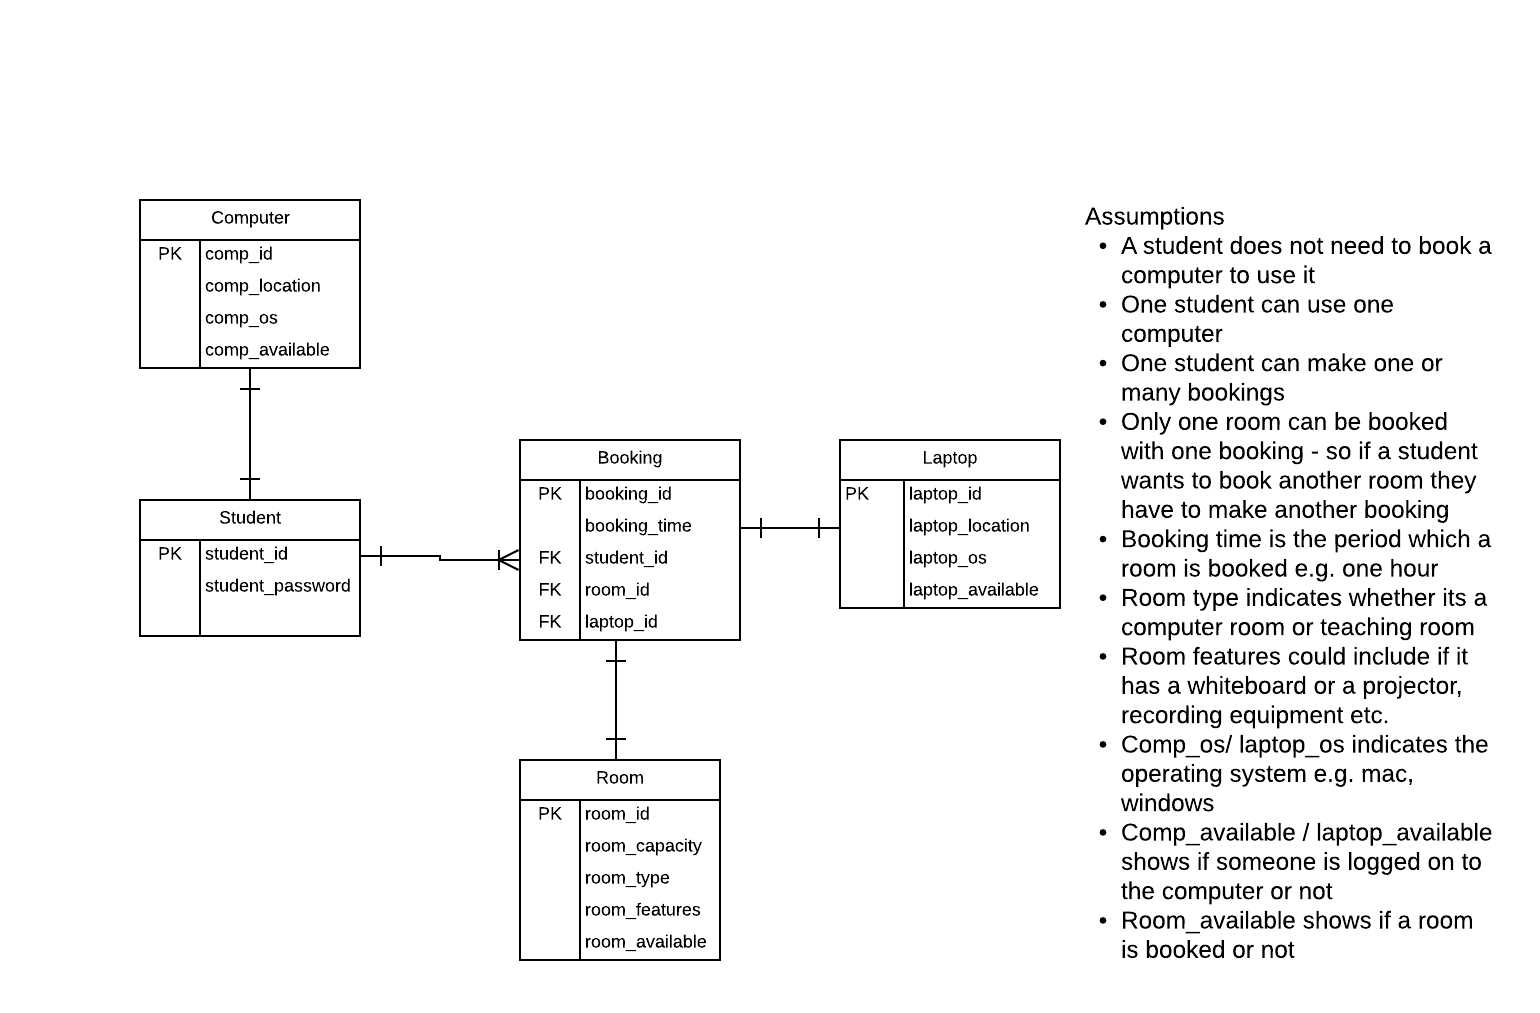 Computer
PK comp_id
comp_location
comp_os
comp_available
Student
PK student_id
student_password
Booking
PK booking_id
booking_time
FK student_id
FK room_id
FK laptop_id
Laptop
PK laptop_id
laptop_location
laptop_os
laptop_available
Room
PK room_id
room_capacity
room_type
room_features
room_available
Assumptions
• A student does not need to book a
computer to use it
• One student can use one
computer
• One student can make one or
many bookings
• Only one room can be booked
with one booking - so if a student
wants to book another room they
have to make another booking
• Booking time is the period which a
room is booked e.g. one hour
• Room type indicates whether its a
computer room or teaching room
• Room features could include if it
has a whiteboard or a projector,
recording equipment etc.
• Comp_os/ laptop_os indicates the
operating system e.g. mac,
windows
• Comp_available / laptop_available
shows if someone is logged on to
the computer or not
• Room_available shows if a room
is booked or not